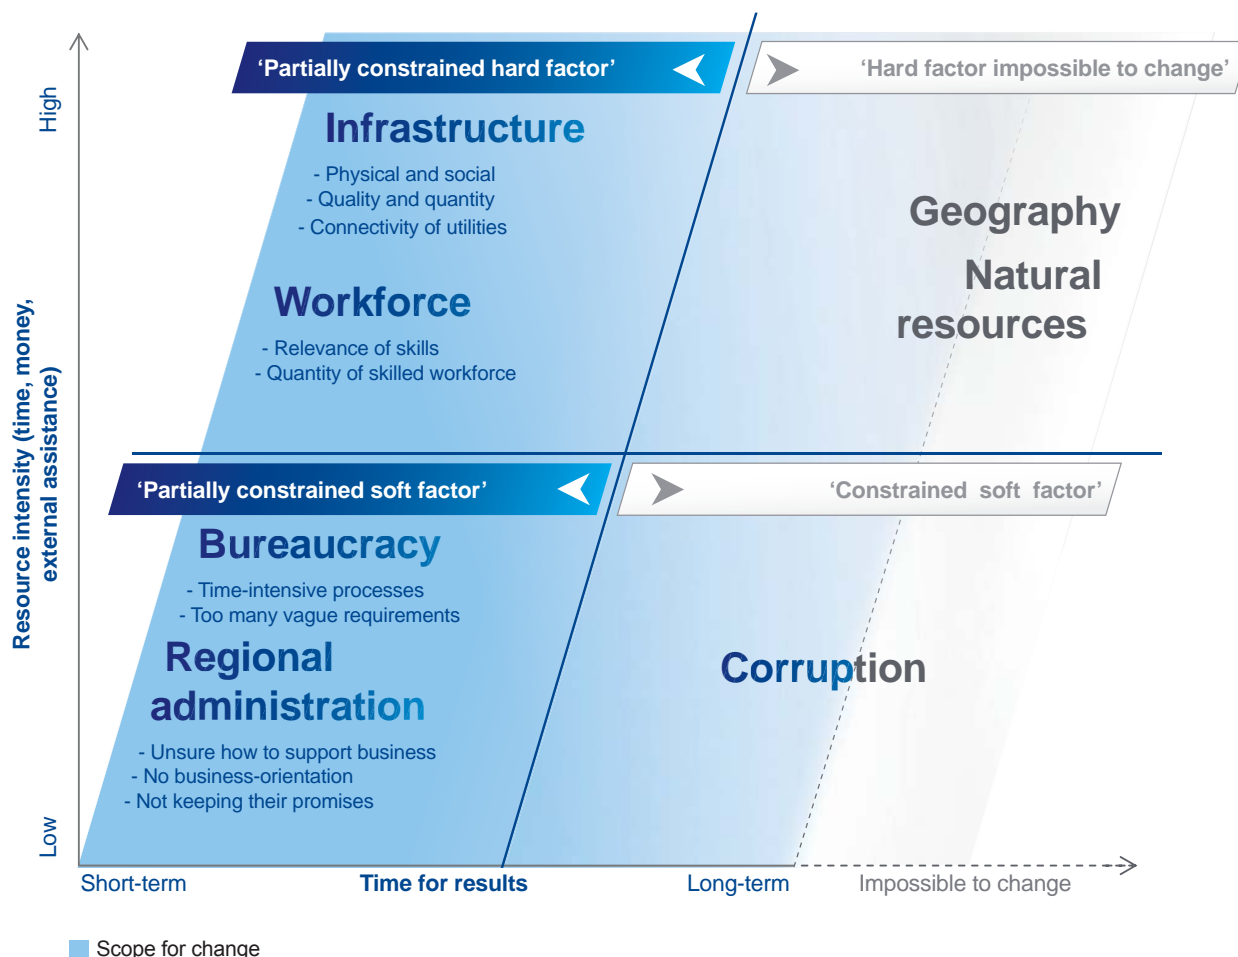 ‘Partially constrained hard factor’
‘Hard factor impossible to change’
High
Infrastructure
- Physical and social
- Quality and quantity
- Connectivity of utilities
Geography
Natural
resources
Workforce
- Relevance of skills
- Quantity of skilled workforce
Resource intensity (time, money,
external assistance)
‘Partially constrained soft factor’
‘Constrained soft factor’
Bureaucracy
- Time-intensive processes
- Too many vague requirements
Regional
administration
- Unsure how to support business
- No business-orientation
- Not keeping their promises
Corruption
Low
Short-term
Time for results
Long-term
Impossible to change
Scope for change